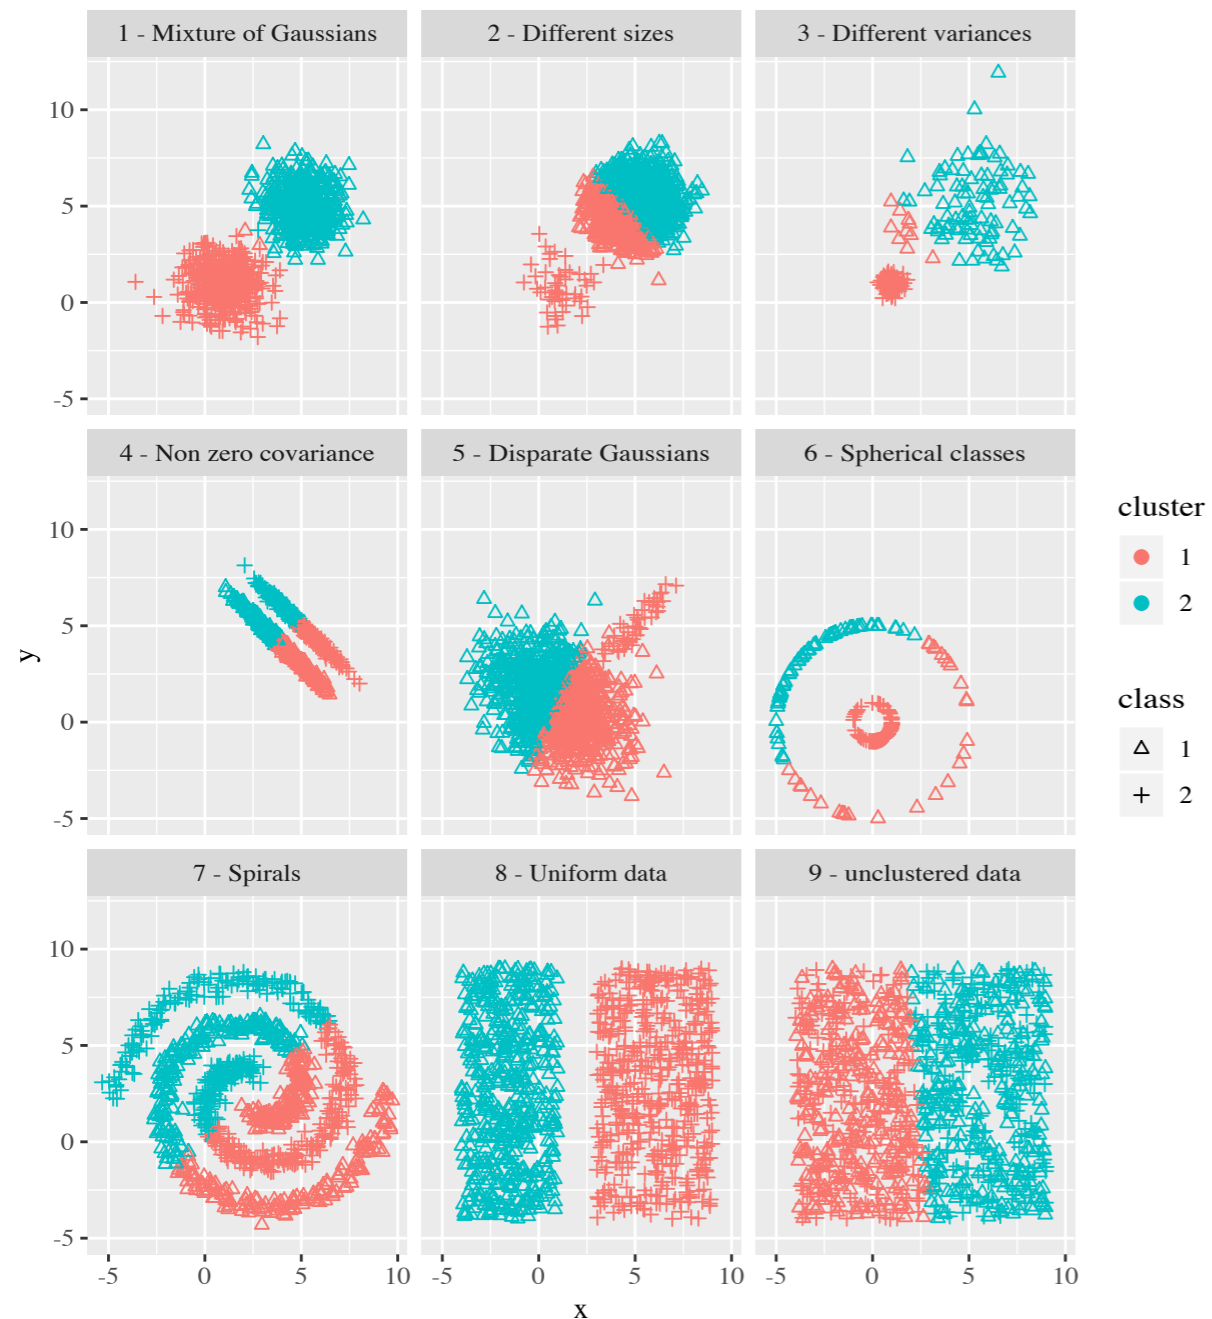 1 - Mixture of Gaussians
2 - Different sizes
3 - Different variances
10
5
0
-5
4 - Non zero covariance
5 - Disparate Gaussians
6 - Spherical classes
10
5
0
-5
y
cluster
1
2
class
1
2
7 - Spirals
8 - Uniform data
9 - unclustered data
10
5
0
-5
-5 0 5 10 -5 0 5 10 -5 0 5 10
x